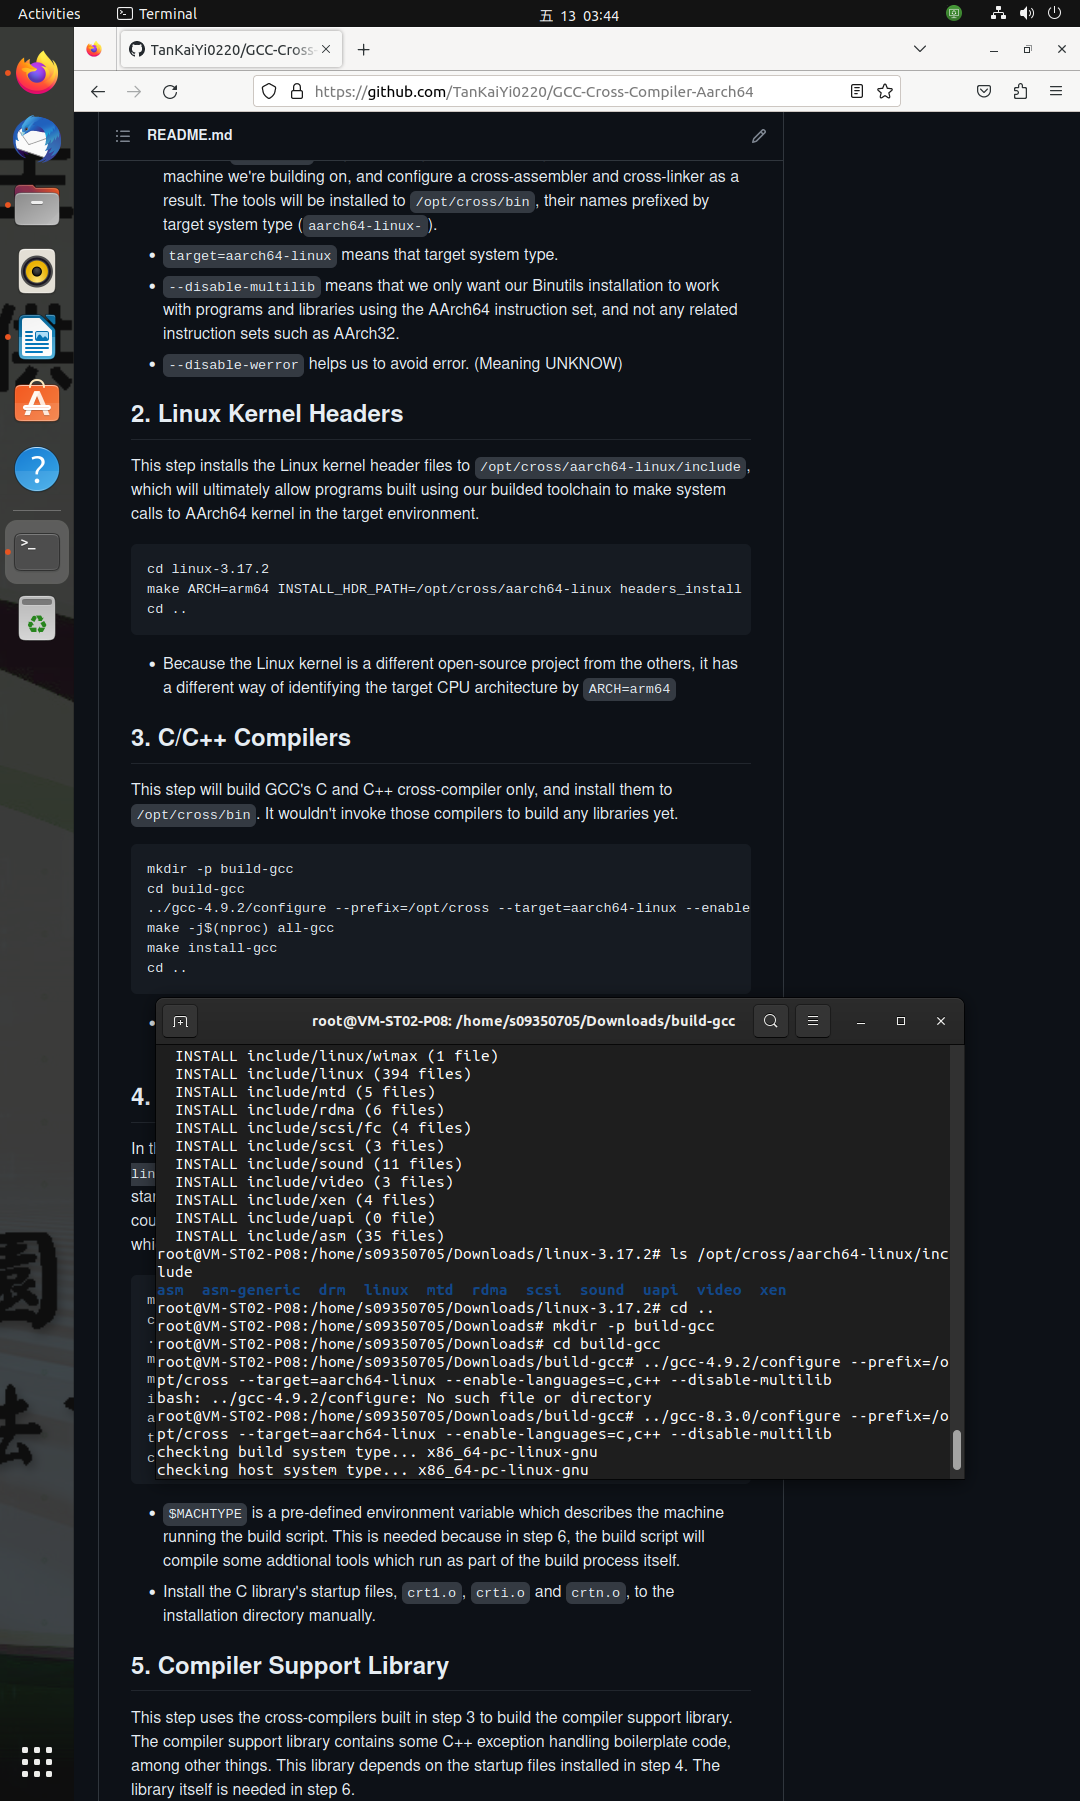 Activities
Terminal
五 13 03:44
TanKaiYi0220/GCC-Cross-
https://github.com/TanKaiYi0220/GCC-Cross-Compiler-Aarch64
README.md
machine we're building on, and configure a cross-assembler and cross-linker as a
result. The tools will be installed to /opt/cross/bin, their names prefixed by
target system type (aarch64-linux-).
• target=aarch64-linux means that target system type.
• --disable-multilib means that we only want our Binutils installation to work
with programs and libraries using the AArch64 instruction set, and not any related
instruction sets such as AArch32.
• --disable-werror helps us to avoid error. (Meaning UNKNOW)
2. Linux Kernel Headers
This step installs the Linux kernel header files to /opt/cross/aarch64-linux/include,
which will ultimately allow programs built using our builded toolchain to make system
calls to AArch64 kernel in the target environment.
cd linux-3.17.2
make ARCH=arm64 INSTALL_HDR_PATH=/opt/cross/aarch64-linux headers_install
cd ..
• Because the Linux kernel is a different open-source project from the others, it has
a different way of identifying the target CPU architecture by ARCH=arm64
3. C/C++ Compilers
This step will build GCC's C and C++ cross-compiler only, and install them to
/opt/cross/bin. It wouldn't invoke those compilers to build any libraries yet.
mkdir -p build-gcc
cd build-gcc
../gcc-4.9.2/configure --prefix=/opt/cross --target=aarch64-linux --enable
make -j$(nproc) all-gcc
make install-gcc
cd ..
4.
In
lin
star
cou
whi
root@VM-ST02-P08: /home/s09350705/Downloads/build-gcc
INSTALL include/linux/wimax (1 file)
INSTALL include/linux (394 files)
INSTALL include/mtd (5 files)
INSTALL include/rdma (6 files)
INSTALL include/scsi/fc (4 files)
INSTALL include/scsi (3 files)
INSTALL include/sound (11 files)
INSTALL include/video (3 files)
INSTALL include/xen (4 files)
INSTALL include/uapi (0 file)
INSTALL include/asm (35 files)
root@VM-ST02-P08:/home/s09350705/Downloads/linux-3.17.2# ls /opt/cross/aarch64-linux/inc
lude
asm asm-generic drm linux mtd rdma scsi sound uapi video xen
root@VM-ST02-P08:/home/s09350705/Downloads/linux-3.17.2# cd ..
root@VM-ST02-P08:/home/s09350705/Downloads# mkdir -p build-gcc
root@VM-ST02-P08:/home/s09350705/Downloads# cd build-gcc
root@VM-ST02-P08:/home/s09350705/Downloads/build-gcc# ../gcc-4.9.2/configure --prefix=/o
pt/cross --target=aarch64-linux --enable-languages=c,c++ --disable-multilib
bash: ../gcc-4.9.2/configure: No such file or directory
root@VM-ST02-P08:/home/s09350705/Downloads/build-gcc# ../gcc-8.3.0/configure --prefix=/o
pt/cross --target=aarch64-linux --enable-languages=c,c++ --disable-multilib
checking build system type... x86_64-pc-linux-gnu
checking host system type... x86_64-pc-linux-gnu
• $MACHTYPE is a pre-defined environment variable which describes the machine
running the build script. This is needed because in step 6, the build script will
compile some addtional tools which run as part of the build process itself.
• Install the C library's startup files, crt1.o, crti.o and crtn.o, to the
installation directory manually.
5. Compiler Support Library
This step uses the cross-compilers built in step 3 to build the compiler support library.
The compiler support library contains some C++ exception handling boilerplate code,
among other things. This library depends on the startup files installed in step 4. The
library itself is needed in step 6.